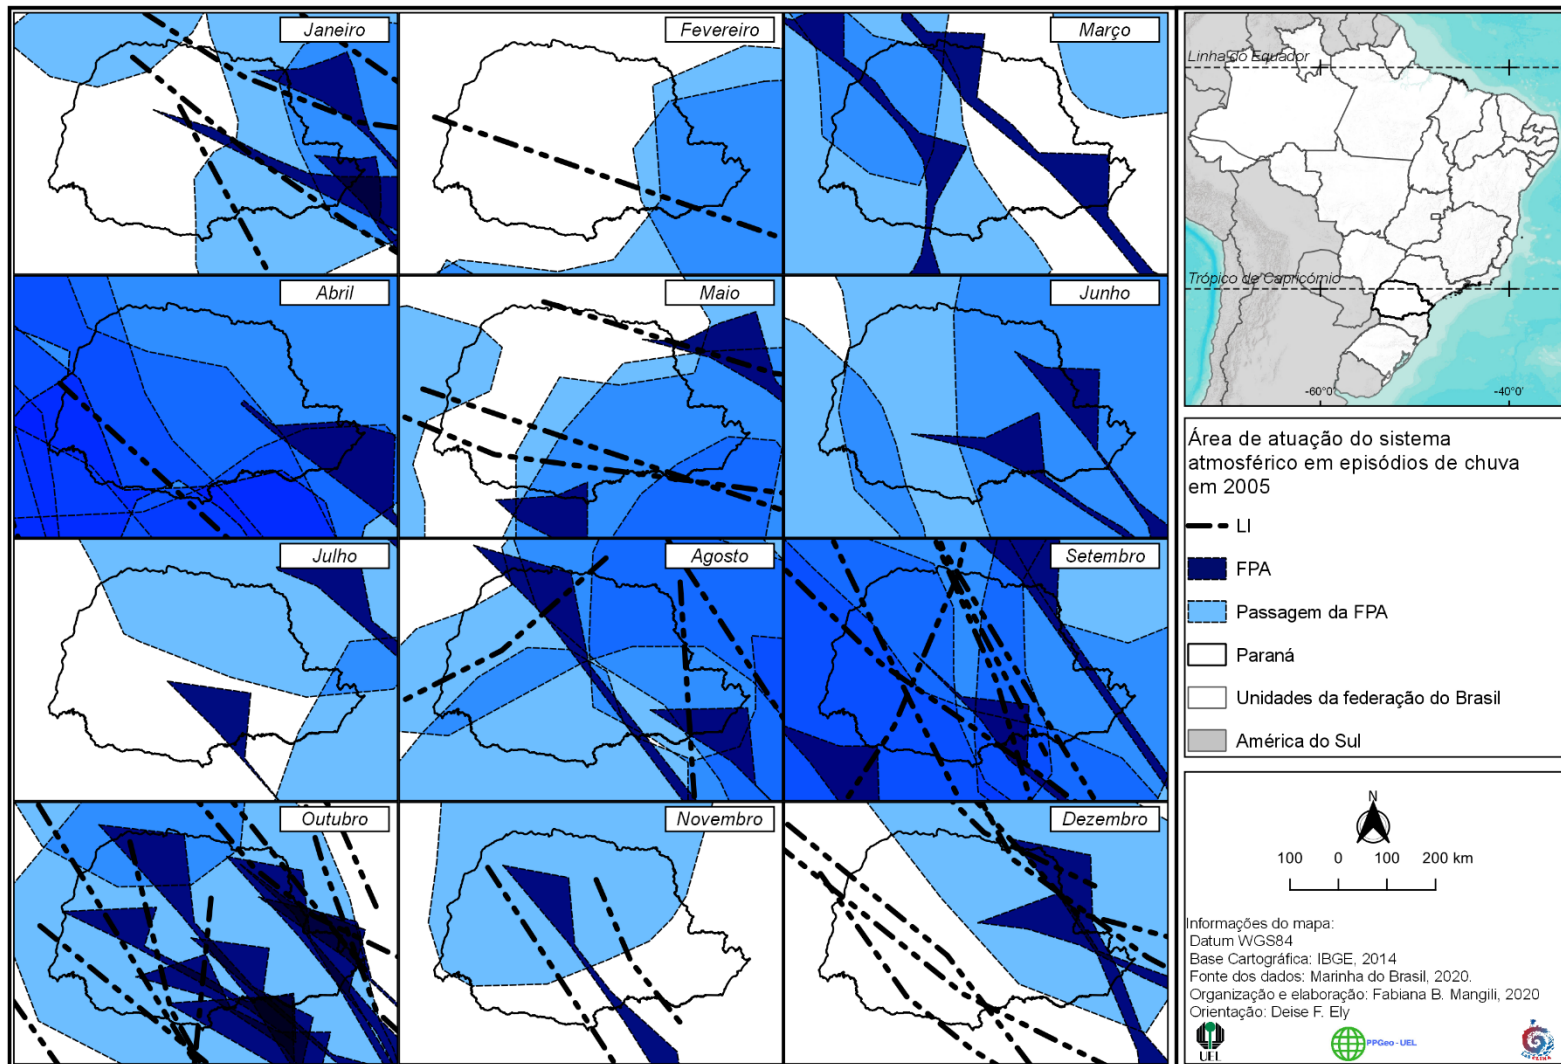 Janeiro
Fevereiro
Março
Abril
Maio
Junho
Julho
Agosto
Setembro
Outubro
Novembro
Dezembro
Linha do Equador
Trópico de Capricórnio
-60°0'
-40°0'
Área de atuação do sistema
atmosférico em episódios de chuva
em 2005
LI
FPA
Passagem da FPA
Paraná
Unidades da federação do Brasil
América do Sul
N
100 0 100 200 km
Informações do mapa:
Datum WGS84
Base Cartográfica: IBGE, 2014
Fonte dos dados: Marinha do Brasil, 2020.
Organização e elaboração: Fabiana B. Mangili, 2020
Orientação: Deise F. Ely
UEL
PPGeo - UEL